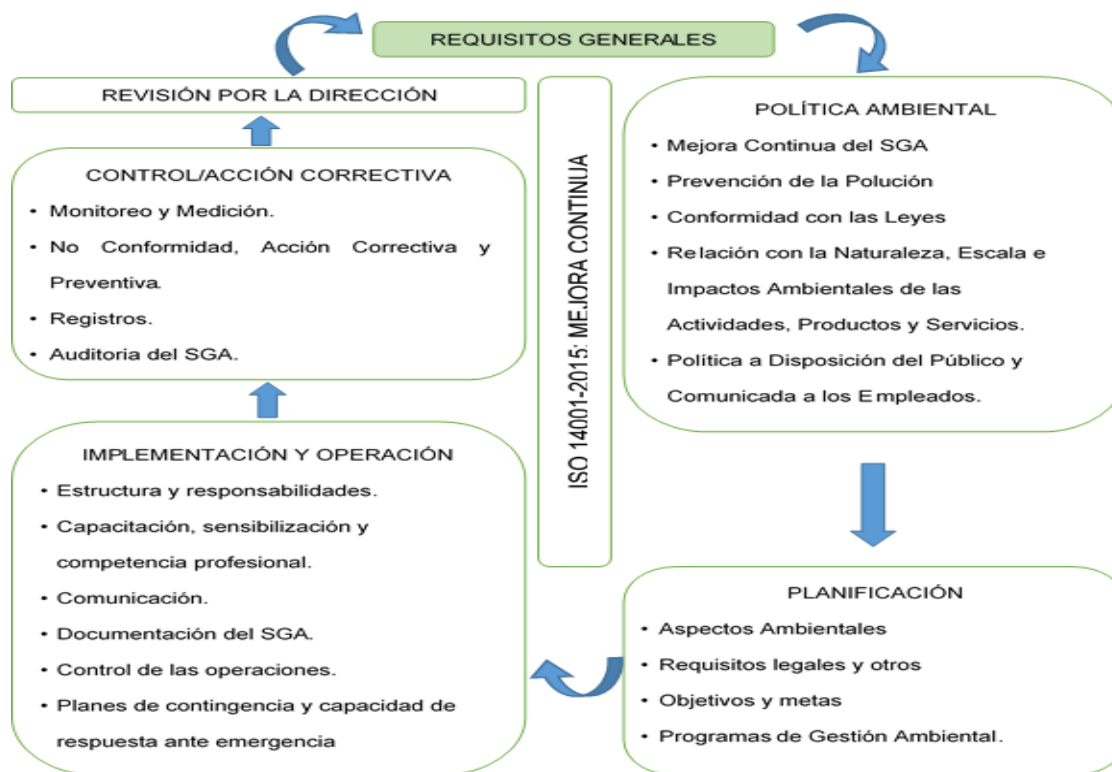 REQUISITOS GENERALES
REVISIÓN POR LA DIRECCIÓN
CONTROL/ACCIÓN CORRECTIVA
• Monitoreo y Medición.
• No Conformidad, Acción Correctiva y
Preventiva.
• Registros.
• Auditoria del SGA.
IMPLEMENTACIÓN Y OPERACIÓN
• Estructura y responsabilidades.
• Capacitación, sensibilización y
competencia profesional.
• Comunicación.
• Documentación del SGA.
• Control de las operaciones.
• Planes de contingencia y capacidad de
respuesta ante emergencia
ISO 14001-2015: MEJORA CONTINUA
POLÍTICA AMBIENTAL
• Mejora Continua del SGA
• Prevención de la Polución
• Conformidad con las Leyes
• Relación con la Naturaleza, Escala e
Impactos Ambientales de las
Actividades, Productos y Servicios.
• Política a Disposición del Público y
Comunicada a los Empleados.
PLANIFICACIÓN
• Aspectos Ambientales
• Requisitos legales y otros
• Objetivos y metas
• Programas de Gestión Ambiental.